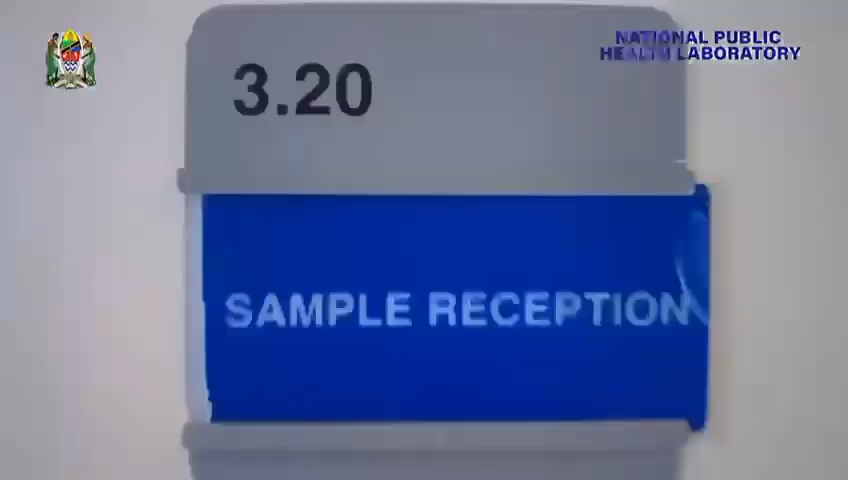 NATIONAL PUBLIC
HEALTH LABORATORY
3.20
SAMPLE RECEPTION